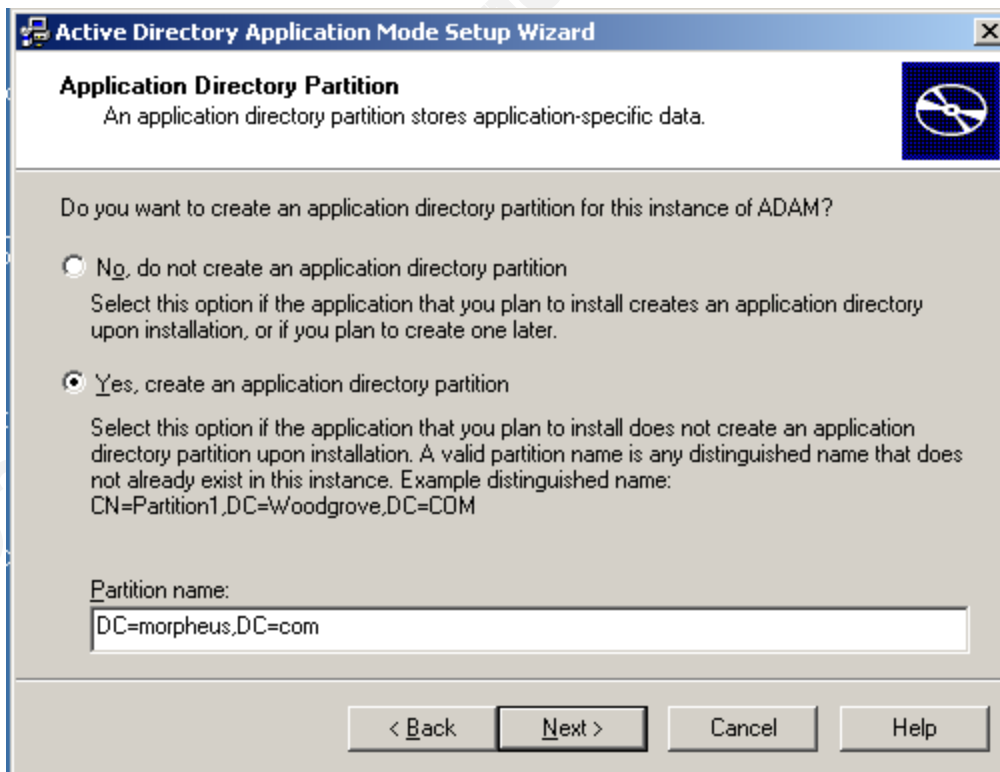 Active Directory Application Mode Setup Wizard
Application Directory Partition
An application directory partition stores application-specific data.
Do you want to create an application directory partition for this instance of ADAM?
No, do not create an application directory partition
Select this option if the application that you plan to install creates an application directory
upon installation, or if you plan to create one later.
Yes, create an application directory partition
Select this option if the application that you plan to install does not create an application
directory partition upon installation. A valid partition name is any distinguished name that does
not already exist in this instance. Example distinguished name:
CN=Partition1,DC=Woodgrove,DC=COM
Partition name:
DC=morpheus,DC=com
< Back Next > Cancel Help